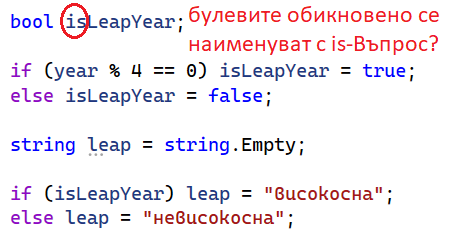 bool isLeapYear; булевите обикновено се
наименуват с is-Въпрос?
if (year % 4 == 0) isLeapYear = true;
else isLeapYear = false;
string leap = string.Empty;
if (isLeapYear) leap = "високосна";
else leap = "невисокосна";